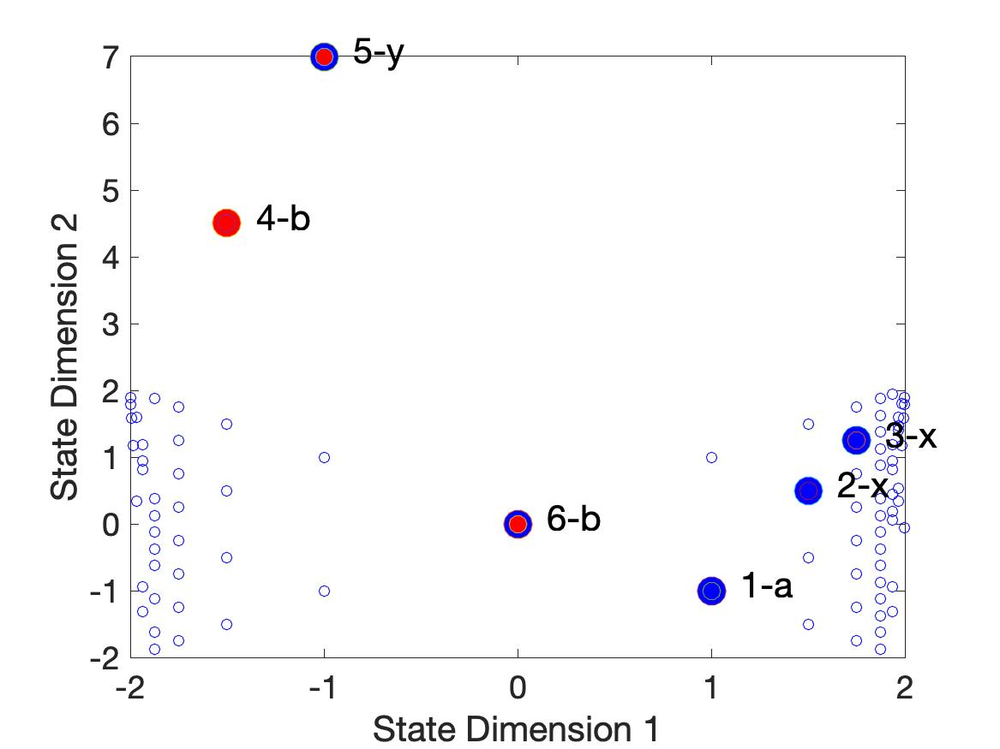 7
5-y
6
5
4-b
4
3
2
3-x
1
2-x
0
6-b
-1
1-a
-2
-2
-1
0
1
2
State Dimension 1
State Dimension 2